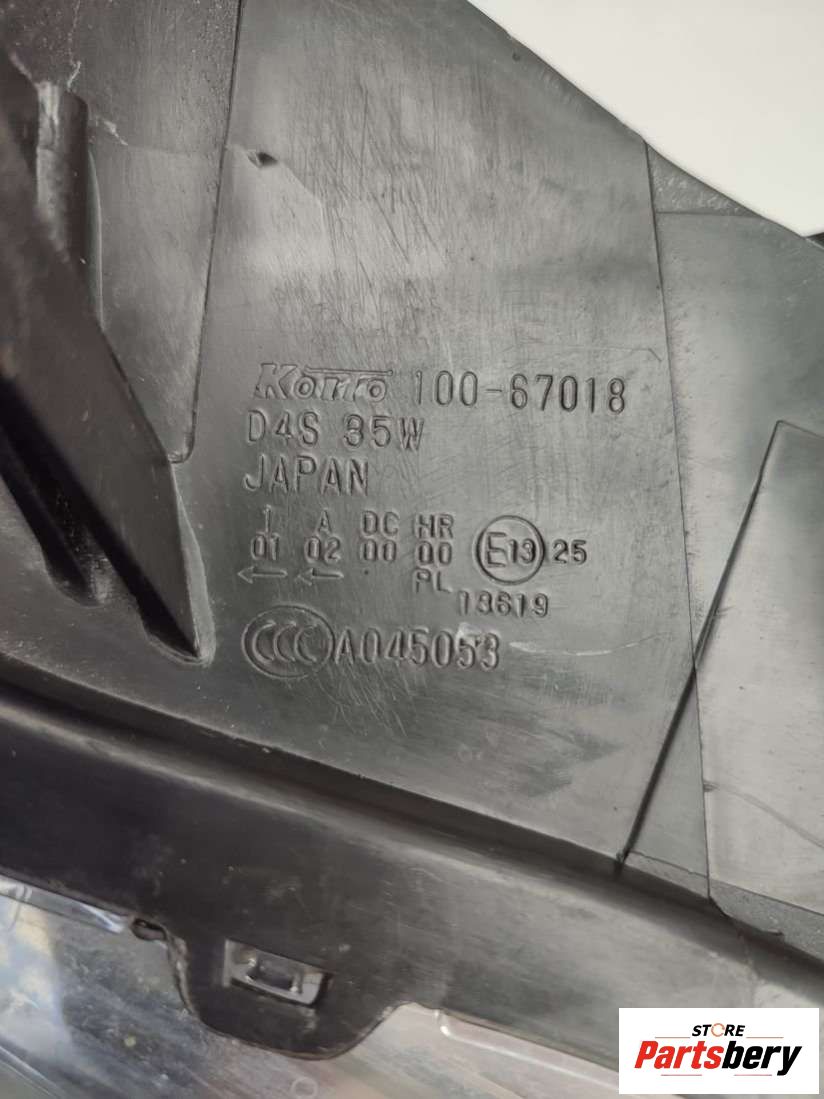 KOITO 100-67018
D4S 35W
JAPAN
1 A DC HR
01 02 00 00 E13 25
PL
13619
CCC A045053
STORE
Partsbery